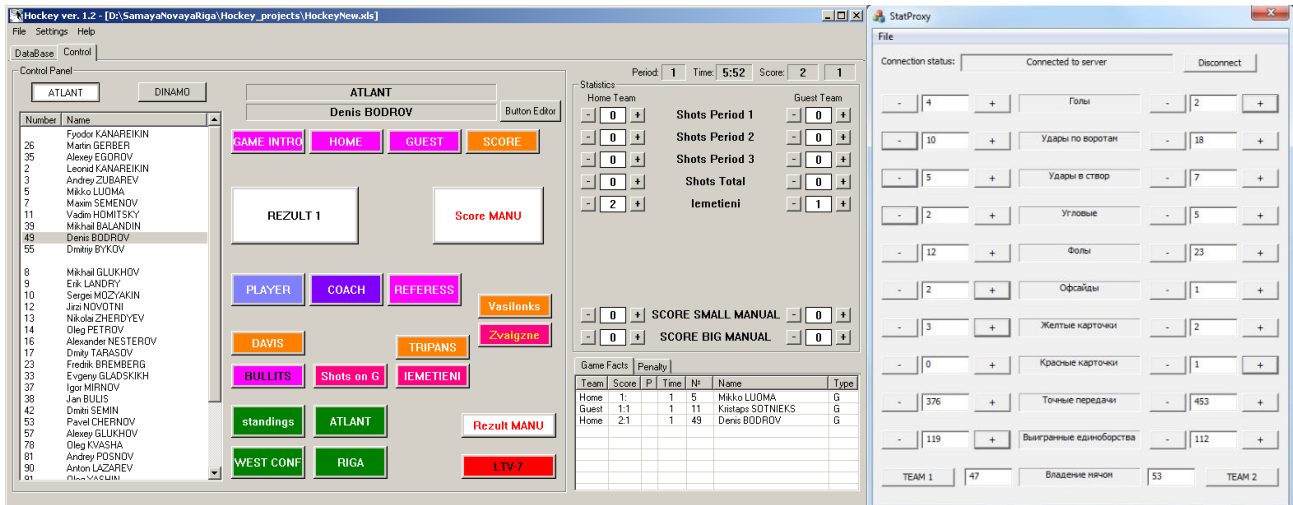 Hockey ver. 1.2 - [D:\SamayaNovayaRiga\Hockey_projects\HockeyNew.xls]
File Settings Help
DataBase Control
Control Panel
ATLANT DINAMO
Number Name
Fyodor KANAREIKIN
26 Martin GERBER
35 Alexey EGOROV
2 Leonid KANAREIKIN
3 Andrey ZUBAREV
5 Mikko LUOMA
7 Maxim SEMENOV
11 Vadim HOMITSKY
39 Mikhail BALANDIN
49 Denis BODROV
55 Dmitriy BYKOV
8 Mikhail GLUKHOV
9 Erik LANDRY
10 Sergei MOZYAKIN
12 Jirzi NOVOTNI
13 Nikolai ZHERDYEV
14 Oleg PETROV
16 Alexander NESTEROV
17 Dmity TARASOV
23 Fredrik BREMBERG
33 Evgeny GLADSKIKH
37 Igor MIRNOV
38 Jan BULIS
42 Dmitri SEMIN
53 Pavel CHERNOV
57 Alexey GLUKHOV
78 Oleg KVASHA
81 Andrey POSNOV
90 Anton LAZAREV
91 Oleg YASHIN
ATLANT
Denis BODROV
Button Editor
GAME INTRO HOME GUEST SCORE
REZULT 1 Score MANU
PLAYER COACH REFERESS
Vasilonks
Zvaigzne
DAVIS TRIPANS
BULLITS Shots on G IEMETIENI
standings ATLANT Rezult MANU
WEST CONF RIGA LTV-7
Period: 1 Time: 5:52 Score: 2 1
Statistics
Home Team Guest Team
- 0 + Shots Period 1 - 0 +
- 0 + Shots Period 2 - 0 +
- 0 + Shots Period 3 - 0 +
- 0 + Shots Total - 0 +
- 2 + Iemetieni - 1 +
- 0 + SCORE SMALL MANUAL - 0 +
- 0 + SCORE BIG MANUAL - 0 +
Game Facts Penalty
Team Score P Time № Name Type
Home 1: 1 5 Mikko LUOMA G
Guest 1:1 1 11 Kristaps SOTNIEKS G
Home 2:1 1 49 Denis BODROV G
StatProxy
File
Connection status: Connected to server Disconnect
- 4 + Голы - 2 +
- 10 + Удары по воротам - 18 +
- 5 + Удары в створ - 7 +
- 2 + Угловые - 5 +
- 12 + Фолы - 23 +
- 2 + Офсайды - 1 +
- 3 + Желтые карточки - 2 +
- 0 + Красные карточки - 1 +
- 376 + Точные передачи - 453 +
- 119 + Выигранные единоборства - 112 +
TEAM 1 47 Владение мячом 53 TEAM 2